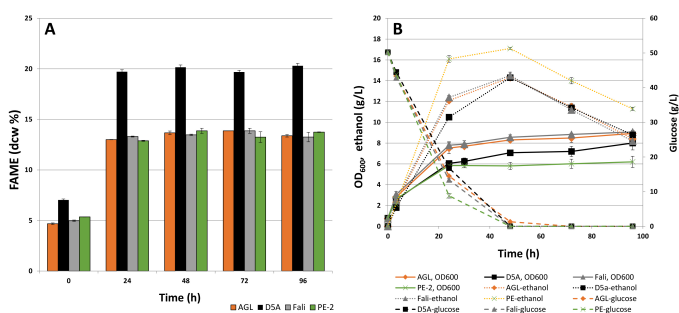 A
FAME (dcw %)
25
20
15
10
5
0
0 24 48 72 96
Time (h)
AGL D5A Fali PE-2
B
OD600, ethanol (g/L)
20
18
16
14
12
10
8
6
4
2
0
Glucose (g/L)
60
50
40
30
20
10
0
0 20 40 60 80 100
Time (h)
AGL, OD600 D5A, OD600 Fali, OD600
PE-2, OD600 AGL-ethanol D5a-ethanol
Fali-ethanol PE-ethanol AGL-glucose
D5A-glucose Fali-glucose PE-glucose